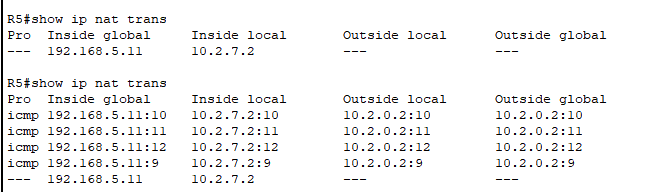 R5#show ip nat trans
Pro  Inside global     Inside local       Outside local      Outside global
---  192.168.5.11      10.2.7.2           ---                ---
R5#show ip nat trans
Pro  Inside global     Inside local       Outside local      Outside global
icmp 192.168.5.11:10   10.2.7.2:10        10.2.0.2:10        10.2.0.2:10
icmp 192.168.5.11:11   10.2.7.2:11        10.2.0.2:11        10.2.0.2:11
icmp 192.168.5.11:12   10.2.7.2:12        10.2.0.2:12        10.2.0.2:12
icmp 192.168.5.11:9    10.2.7.2:9         10.2.0.2:9         10.2.0.2:9
---  192.168.5.11      10.2.7.2           ---                ---